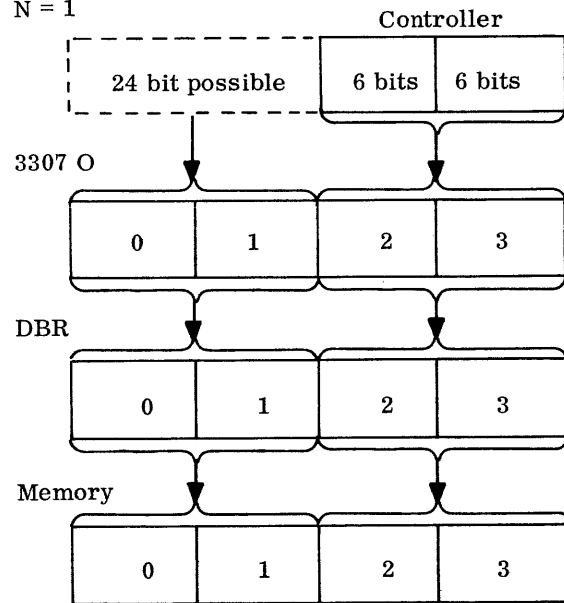 N = 1
Controller
24 bit possible 6 bits 6 bits
3307 O
0 1 2 3
DBR
0 1 2 3
Memory
0 1 2 3